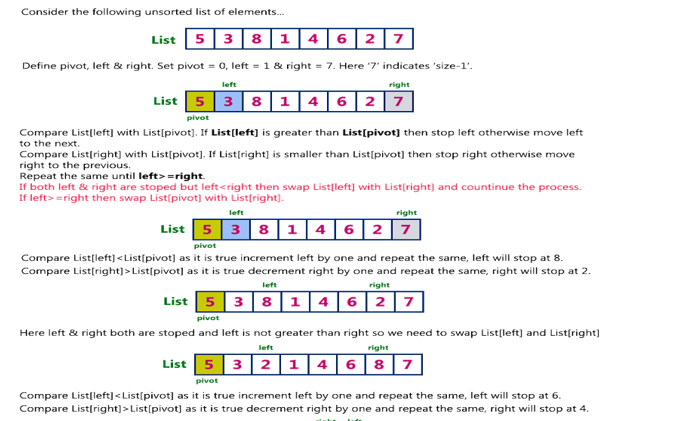 Consider the following unsorted list of elements...
List 5 3 8 1 4 6 2 7
Define pivot, left & right. Set pivot = 0, left = 1 & right = 7. Here '7' indicates 'size-1'.
left right
List 5 3 8 1 4 6 2 7
pivot
Compare List[left] with List[pivot]. If List[left] is greater than List[pivot] then stop left otherwise move left
to the next.
Compare List[right] with List[pivot]. If List[right] is smaller than List[pivot] then stop right otherwise move
right to the previous.
Repeat the same until left>=right.
If both left & right are stoped but left<right then swap List[left] with List[right] and countinue the process.
If left>=right then swap List[pivot] with List[right].
left right
List 5 3 8 1 4 6 2 7
pivot
Compare List[left]<List[pivot] as it is true increment left by one and repeat the same, left will stop at 8.
Compare List[right]>List[pivot] as it is true decrement right by one and repeat the same, right will stop at 2.
left right
List 5 3 8 1 4 6 2 7
pivot
Here left & right both are stoped and left is not greater than right so we need to swap List[left] and List[right]
left right
List 5 3 2 1 4 6 8 7
pivot
Compare List[left]<List[pivot] as it is true increment left by one and repeat the same, left will stop at 6.
Compare List[right]>List[pivot] as it is true decrement right by one and repeat the same, right will stop at 4.
right left